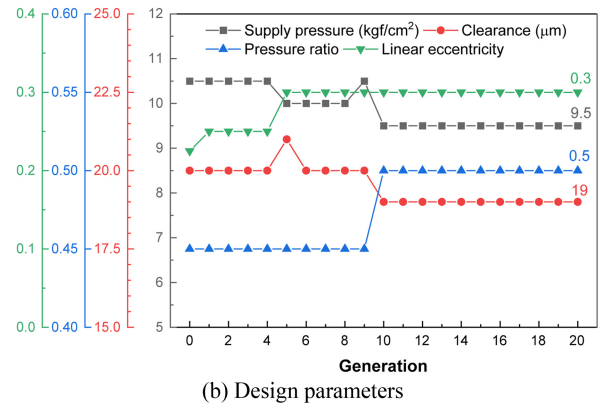 0.4 0.60 25.0 12
Supply pressure (kgf/cm²) Clearance (μm)
Pressure ratio Linear eccentricity
11
0.3 0.55 22.5 10 0.3
9.5
9
0.2 0.50 20.0 0.5
8 19
7
0.1 0.45 17.5
6
0.0 0.40 15.0 5
0 2 4 6 8 10 12 14 16 18 20
Generation
(b) Design parameters